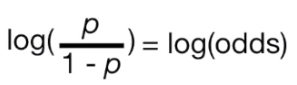 log(p / 1 - p) = log(odds)